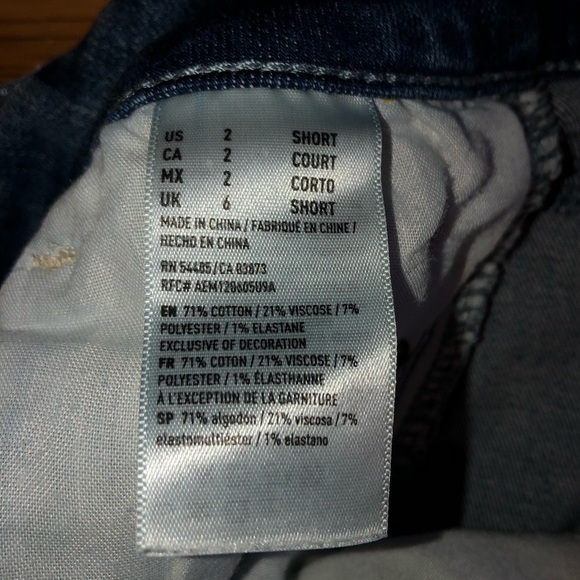 US 2 SHORT
CA 2 COURT
MX 2 CORTO
UK 6 SHORT
MADE IN CHINA / FABRIQUÉ EN CHINE /
HECHO EN CHINA
RN 54485 / CA 03873
RFC# AEM120605U9A
EN 71% COTTON / 21% VISCOSE / 7%
POLYESTER / 1% ELASTANE
EXCLUSIVE OF DECORATION
FR 71% COTON / 21% VISCOSE / 7%
POLYESTER / 1% ÉLASTHANNE
À L'EXCEPTION DE LA GARNITURE
SP 71% algodón / 21% viscosa / 7%
elastomultiéster / 1% elastano